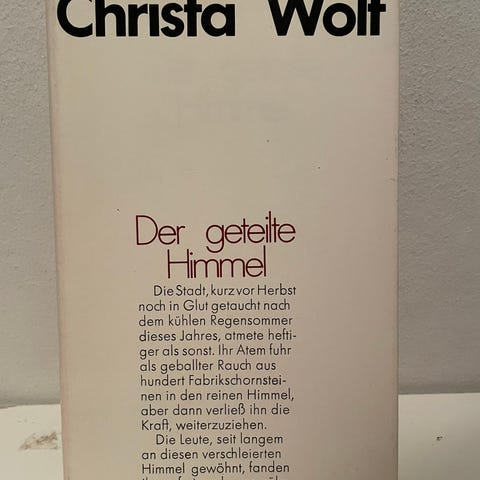 Christa Wolf
Der geteilte
Himmel
Die Stadt, kurz vor Herbst
noch in Glut getaucht nach
dem kühlen Regensommer
dieses Jahres, atmete hefti-
ger als sonst. Ihr Atem fuhr
als geballter Rauch aus
hundert Fabrikschornstei-
nen in den reinen Himmel,
aber dann verließ ihn die
Kraft, weiterzuziehen.
Die Leute, seit langem
an diesen verschleierten
Himmel gewöhnt, fanden